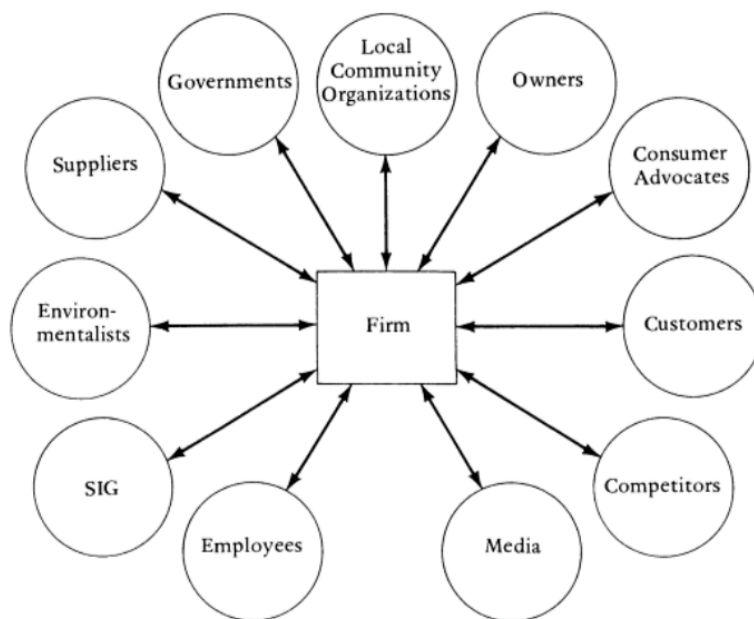 Governments
Local
Community
Organizations
Owners
Suppliers
Consumer
Advocates
Environ-
mentalists
Firm
Customers
SIG
Competitors
Employees
Media